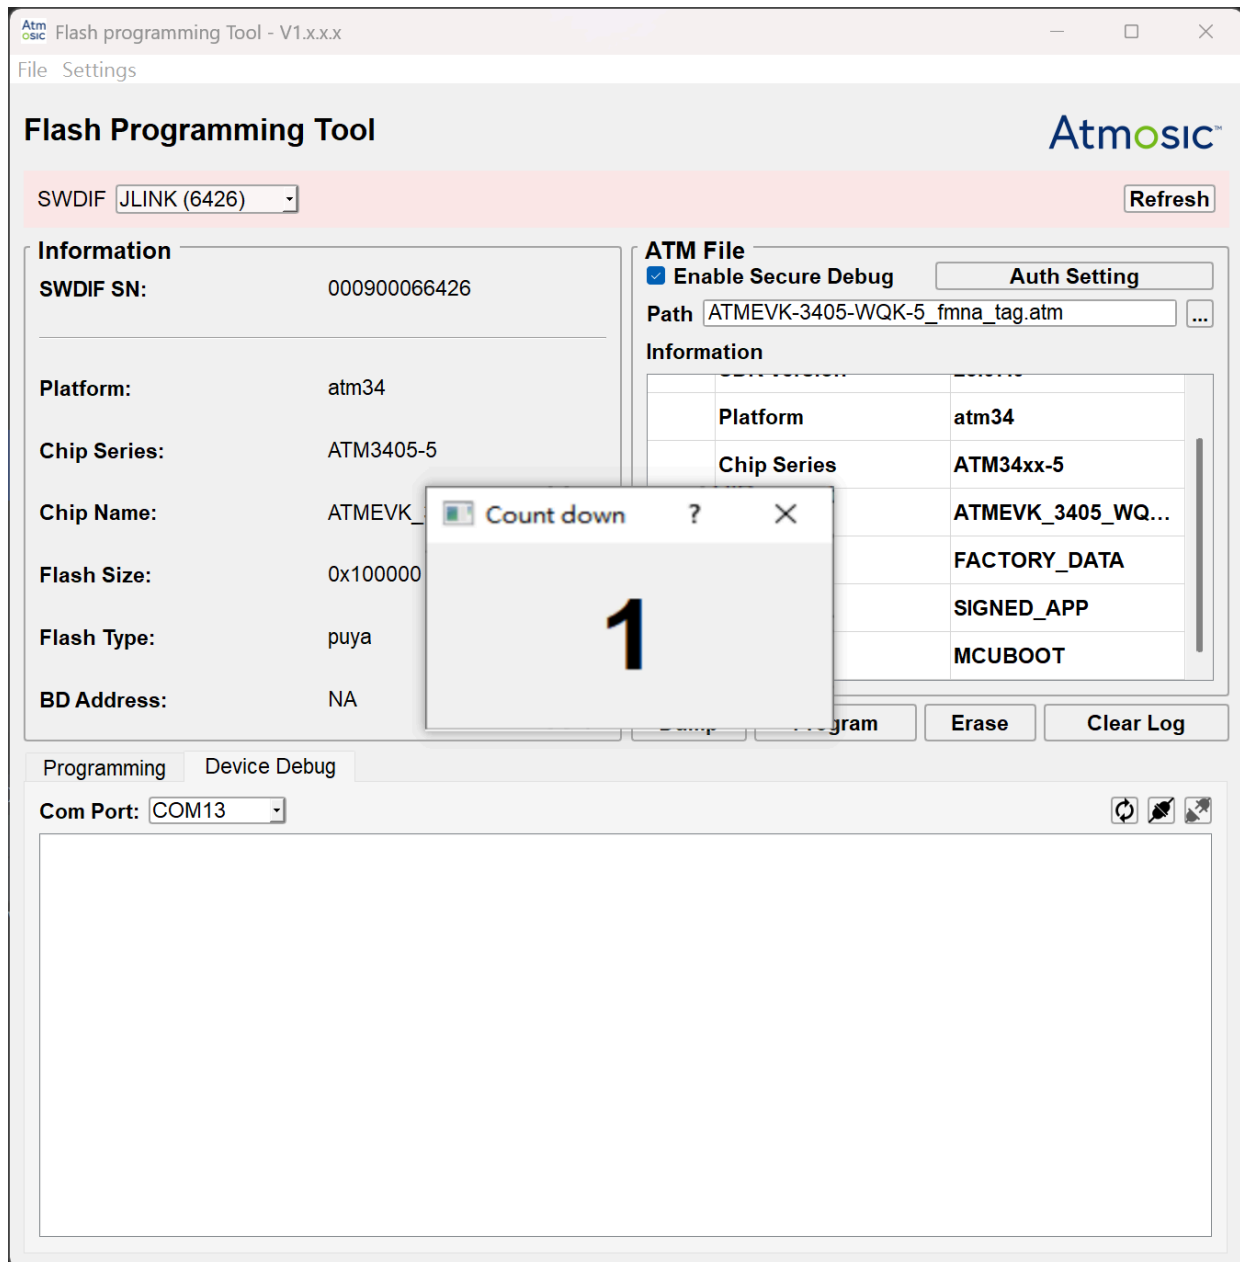 Atmosic Flash programming Tool - V1.x.x.x
File Settings
Flash Programming Tool
Atmosic™
SWDIF JLINK (6426)
Refresh
Information
SWDIF SN: 000900066426
Platform: atm34
Chip Series: ATM3405-5
Chip Name: ATMEVK_
Flash Size: 0x100000
Flash Type: puya
BD Address: NA
ATM File
Enable Secure Debug
Auth Setting
Path ATMEVK-3405-WQK-5_fmna_tag.atm ...
Information
Platform atm34
Chip Series ATM34xx-5
ATMEVK_3405_WQ...
FACTORY_DATA
SIGNED_APP
MCUBOOT
Count down ?
1
Erase
Clear Log
Programming Device Debug
Com Port: COM13